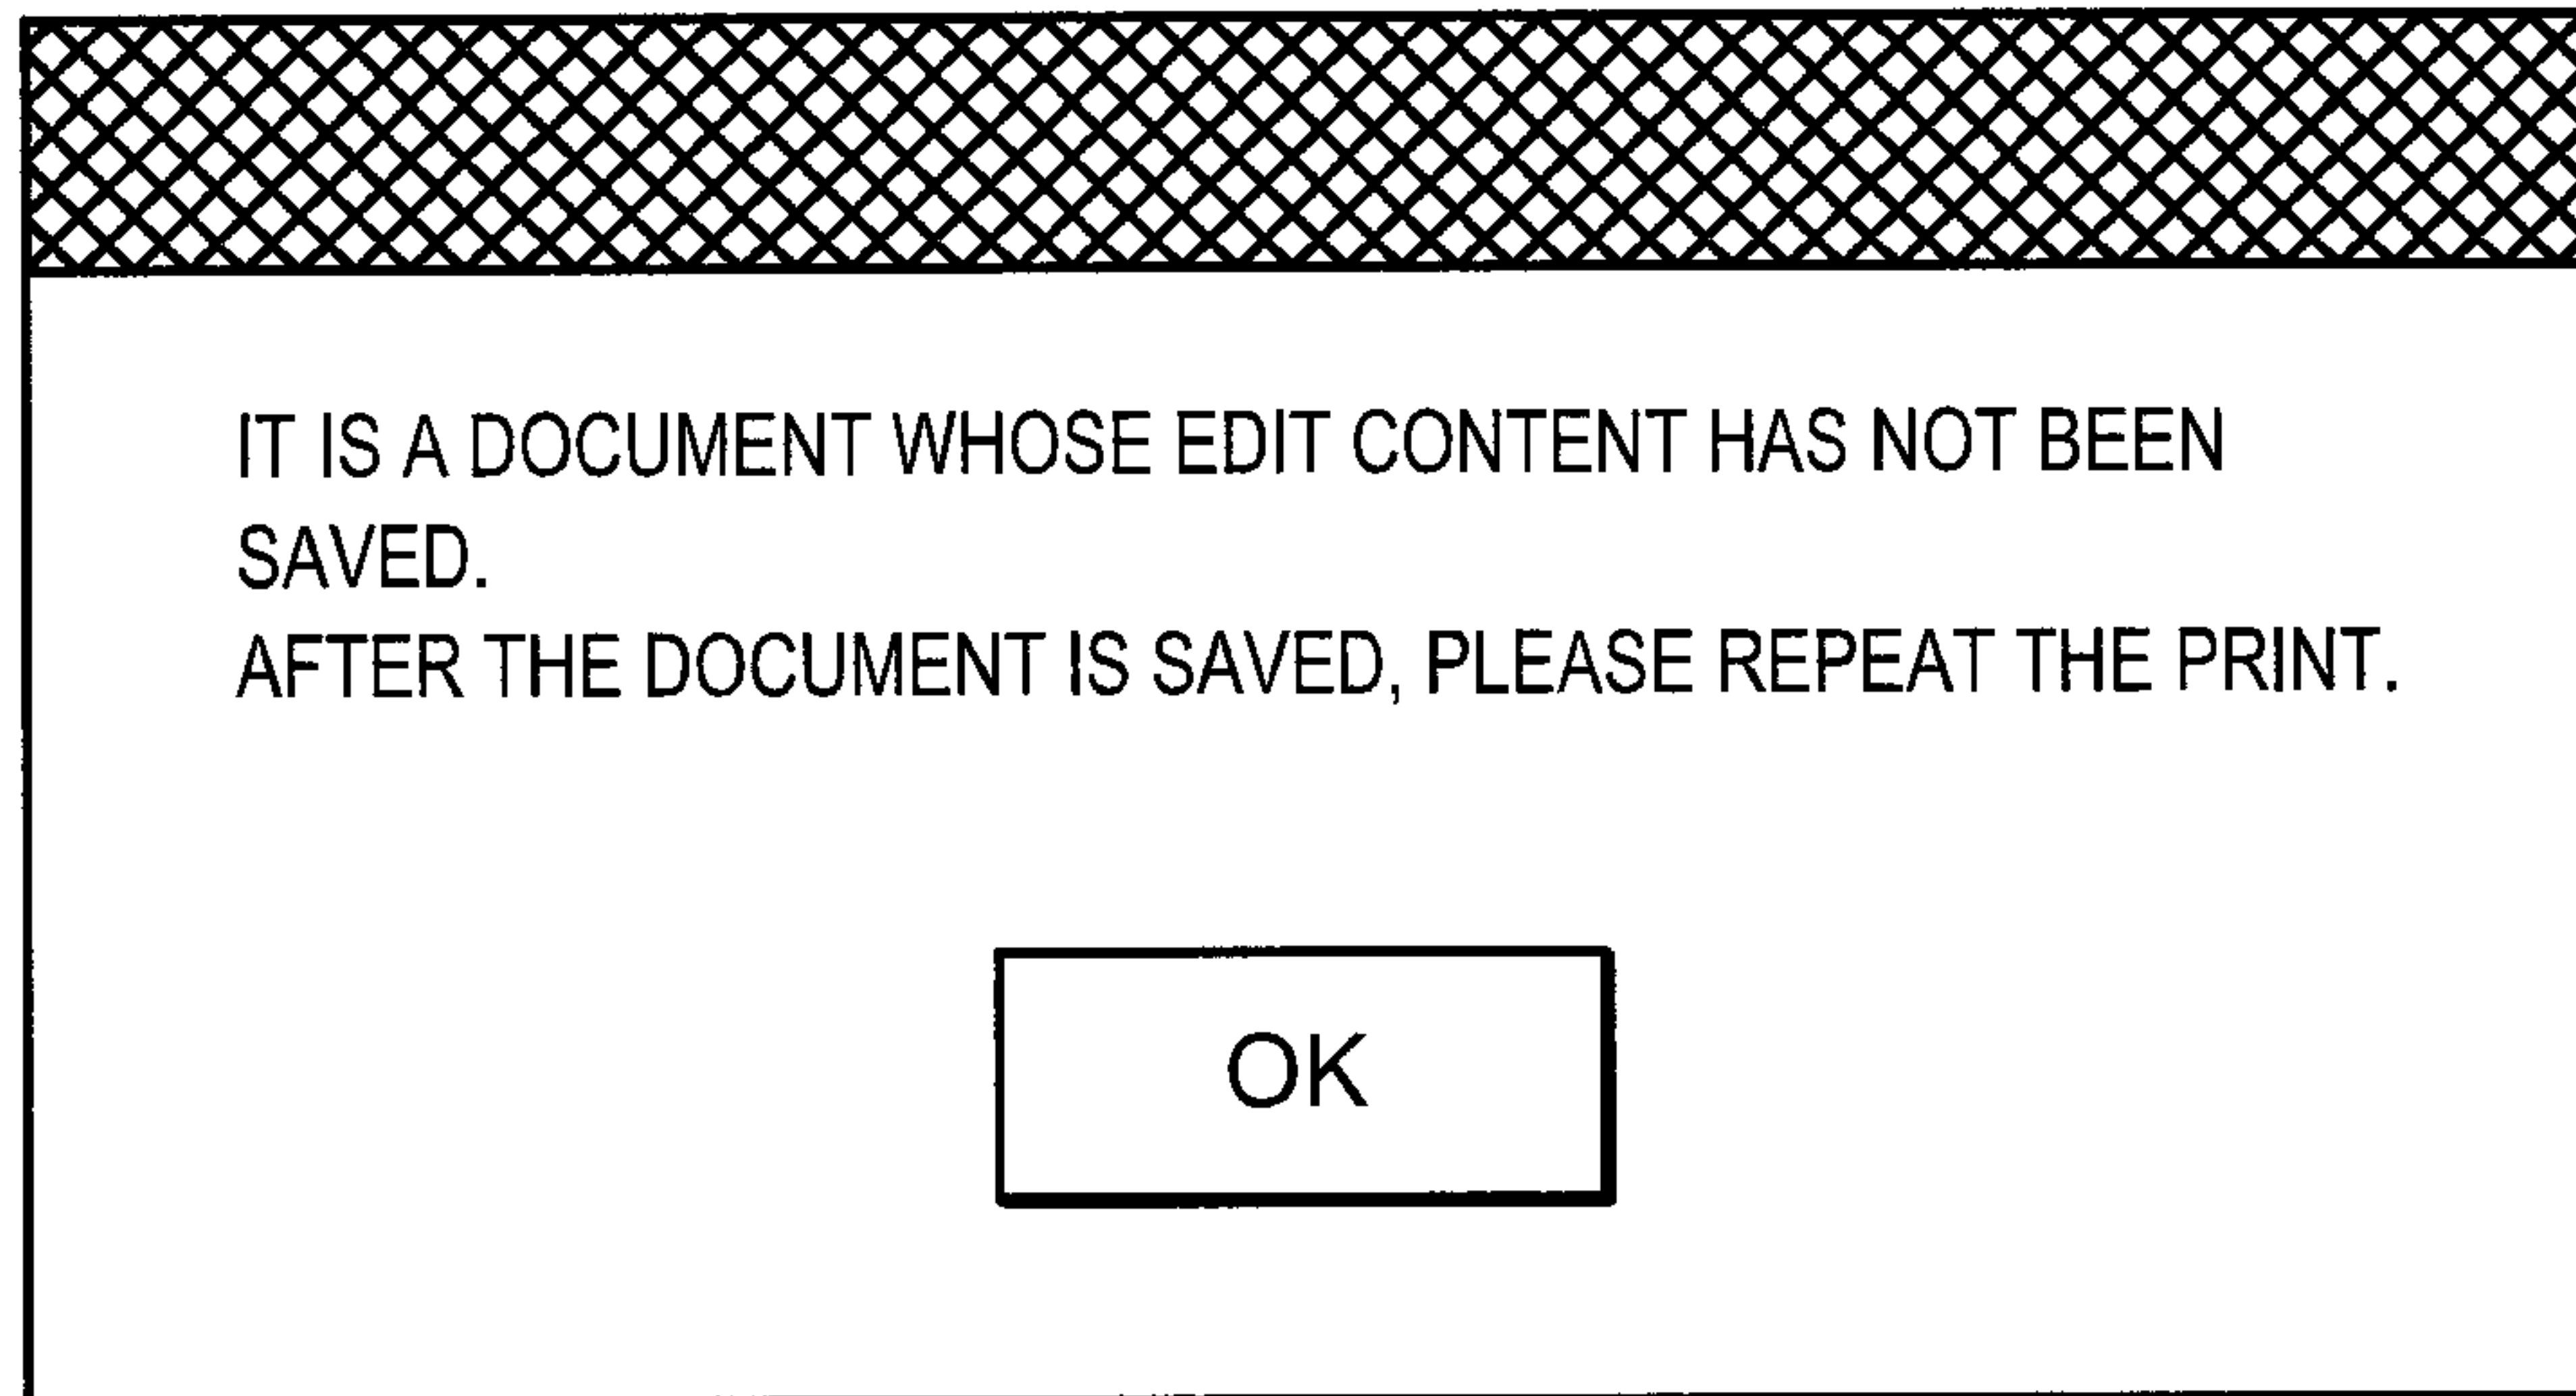 IT IS A DOCUMENT WHOSE EDIT CONTENT HAS NOT BEEN
SAVED.
AFTER THE DOCUMENT IS SAVED, PLEASE REPEAT THE PRINT.
OK